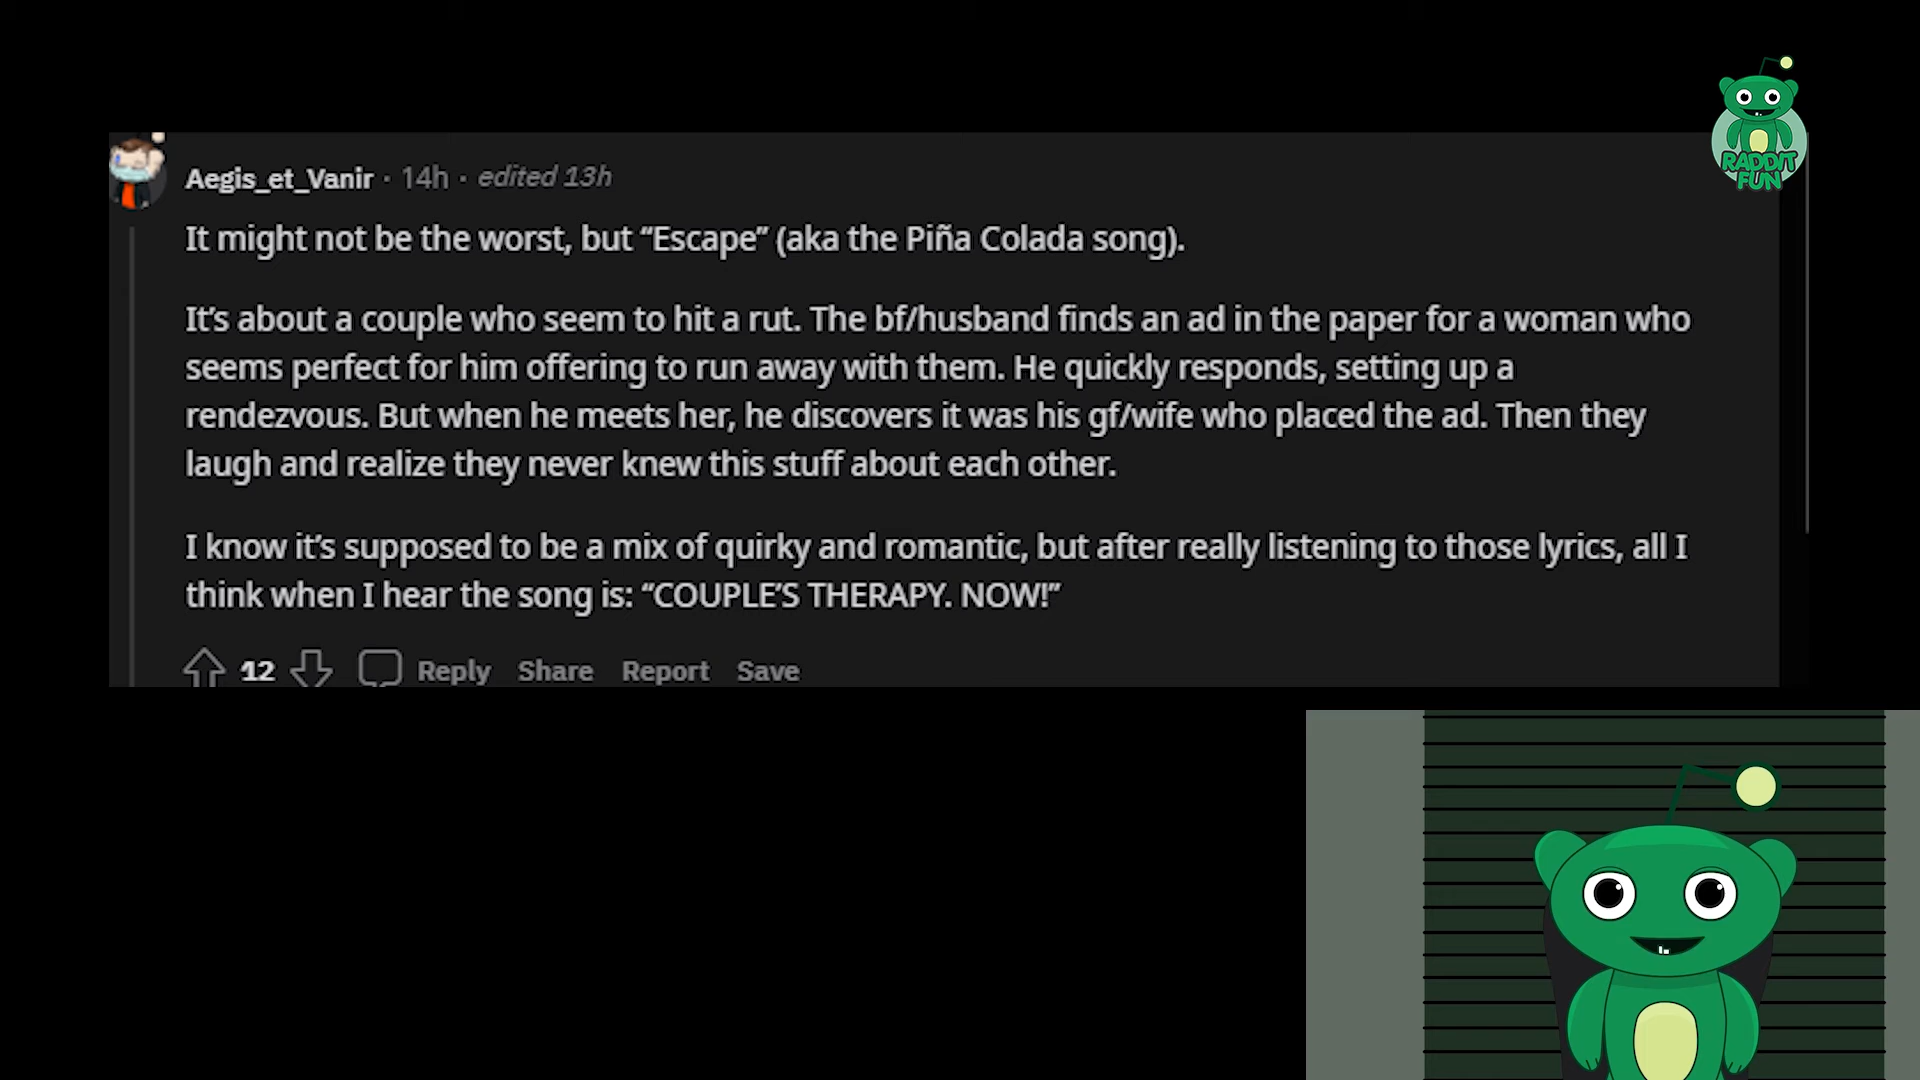 RADDIT
FUN
Aegis_et_Vanir · 14h · edited 13h
It might not be the worst, but “Escape” (aka the Piña Colada song).
It’s about a couple who seem to hit a rut. The bf/husband finds an ad in the paper for a woman who
seems perfect for him offering to run away with them. He quickly responds, setting up a
rendezvous. But when he meets her, he discovers it was his gf/wife who placed the ad. Then they
laugh and realize they never knew this stuff about each other.
I know it’s supposed to be a mix of quirky and romantic, but after really listening to those lyrics, all I
think when I hear the song is: “COUPLE’S THERAPY. NOW!”
12 Reply Share Report Save